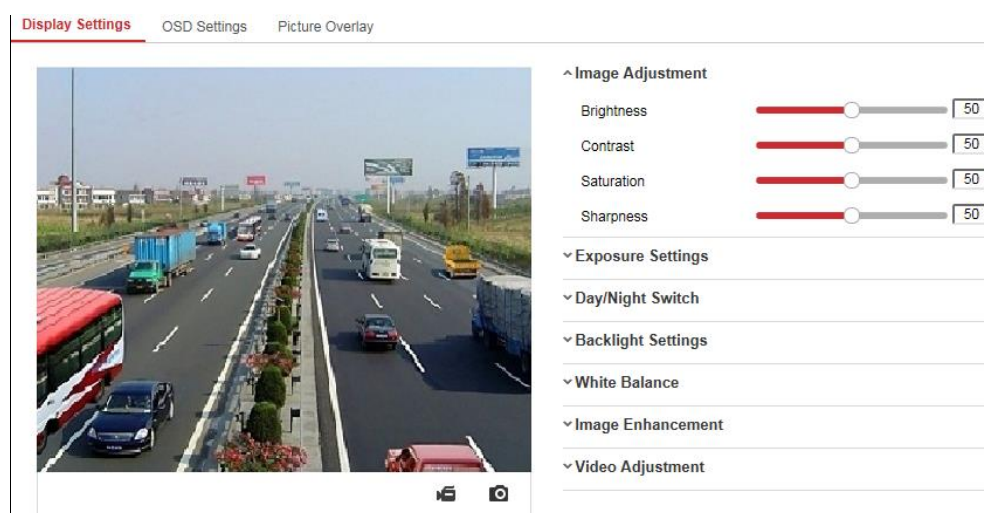 Display Settings OSD Settings Picture Overlay
Image Adjustment
Brightness 50
Contrast 50
Saturation 50
Sharpness 50
Exposure Settings
Day/Night Switch
Backlight Settings
White Balance
Image Enhancement
Video Adjustment